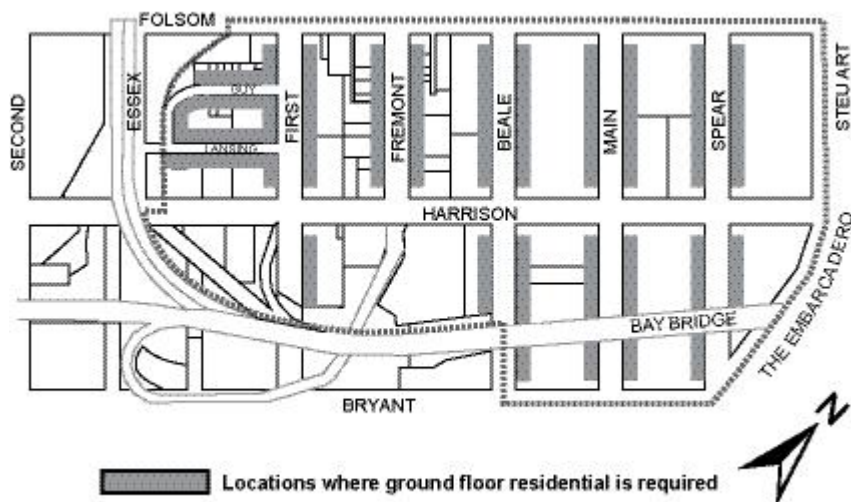 FOLSOM
SECOND
ESSEX
GUY
LANSING
FIRST
FREMONT
BEALE
MAIN
SPEAR
STEUART
HARRISON
THE EMBARCADERO
BAY BRIDGE
BRYANT
N
Locations where ground floor residential is required